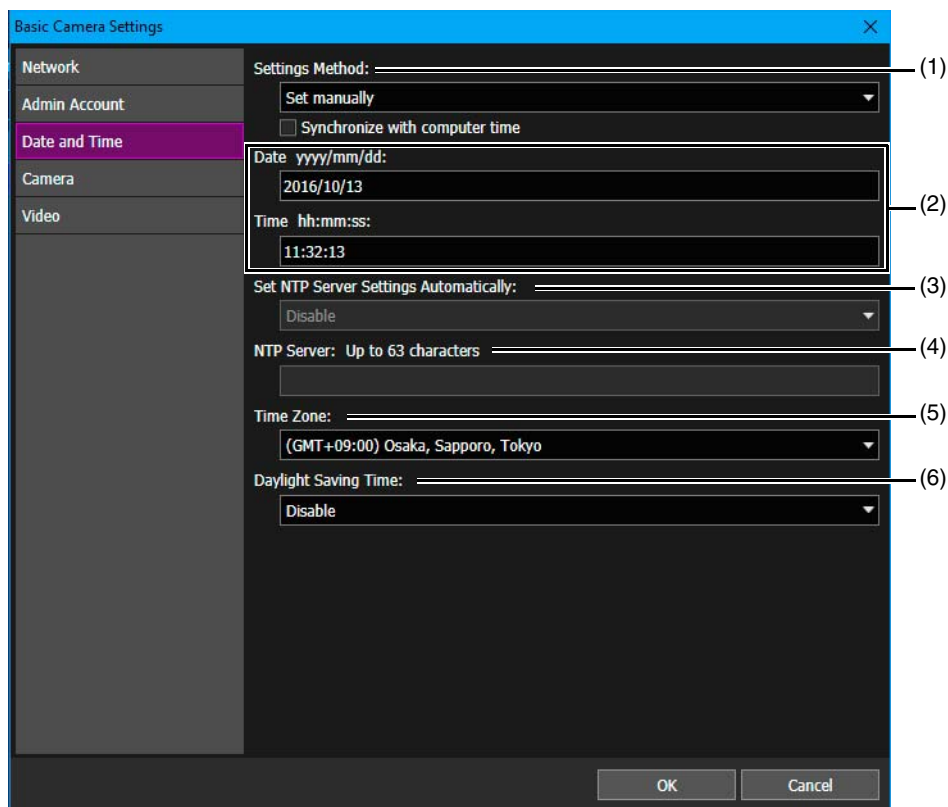 Basic Camera Settings
Network
Admin Account
Date and Time
Camera
Video
Settings Method:
(1)
Set manually
Synchronize with computer time
Date yyyy/mm/dd:
2016/10/13
(2)
Time hh:mm:ss:
11:32:13
Set NTP Server Settings Automatically:
(3)
Disable
NTP Server: Up to 63 characters
(4)
Time Zone:
(5)
(GMT+09:00) Osaka, Sapporo, Tokyo
Daylight Saving Time:
(6)
Disable
OK
Cancel